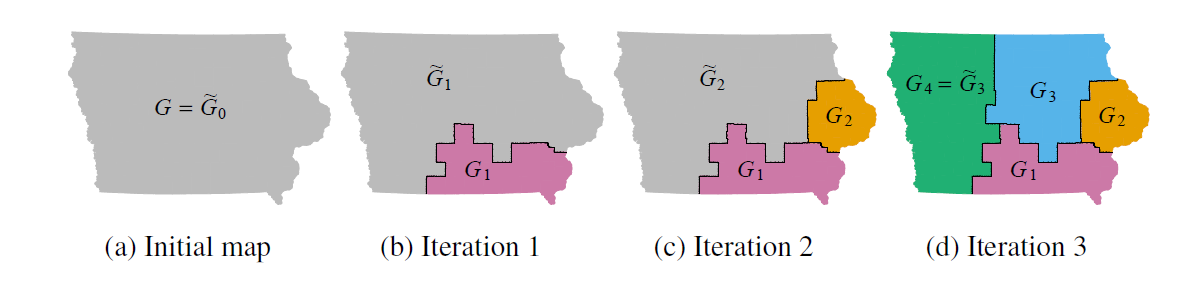 G = G̃₀
(a) Initial map
G̃₁
G₁
(b) Iteration 1
G̃₂
G₂
G₁
(c) Iteration 2
G₄ = G̃₃
G₃
G₂
G₁
(d) Iteration 3